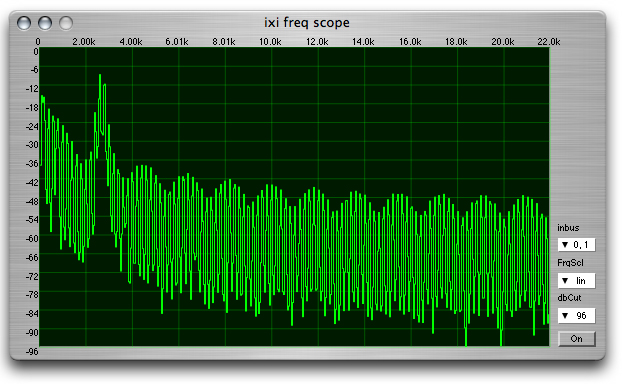 ixi freq scope
0 2.00k 4.00k 6.01k 8.01k 10.0k 12.0k 14.0k 16.0k 18.0k 20.0k 22.0k
0
-6
-12
-18
-24
-30
-36
-42
-48
-54
-60
-66
-72
-78
-84
-90
-96
inbus
▼ 0,1
FrqScl
▼ lin
dbCut
▼ 96
On